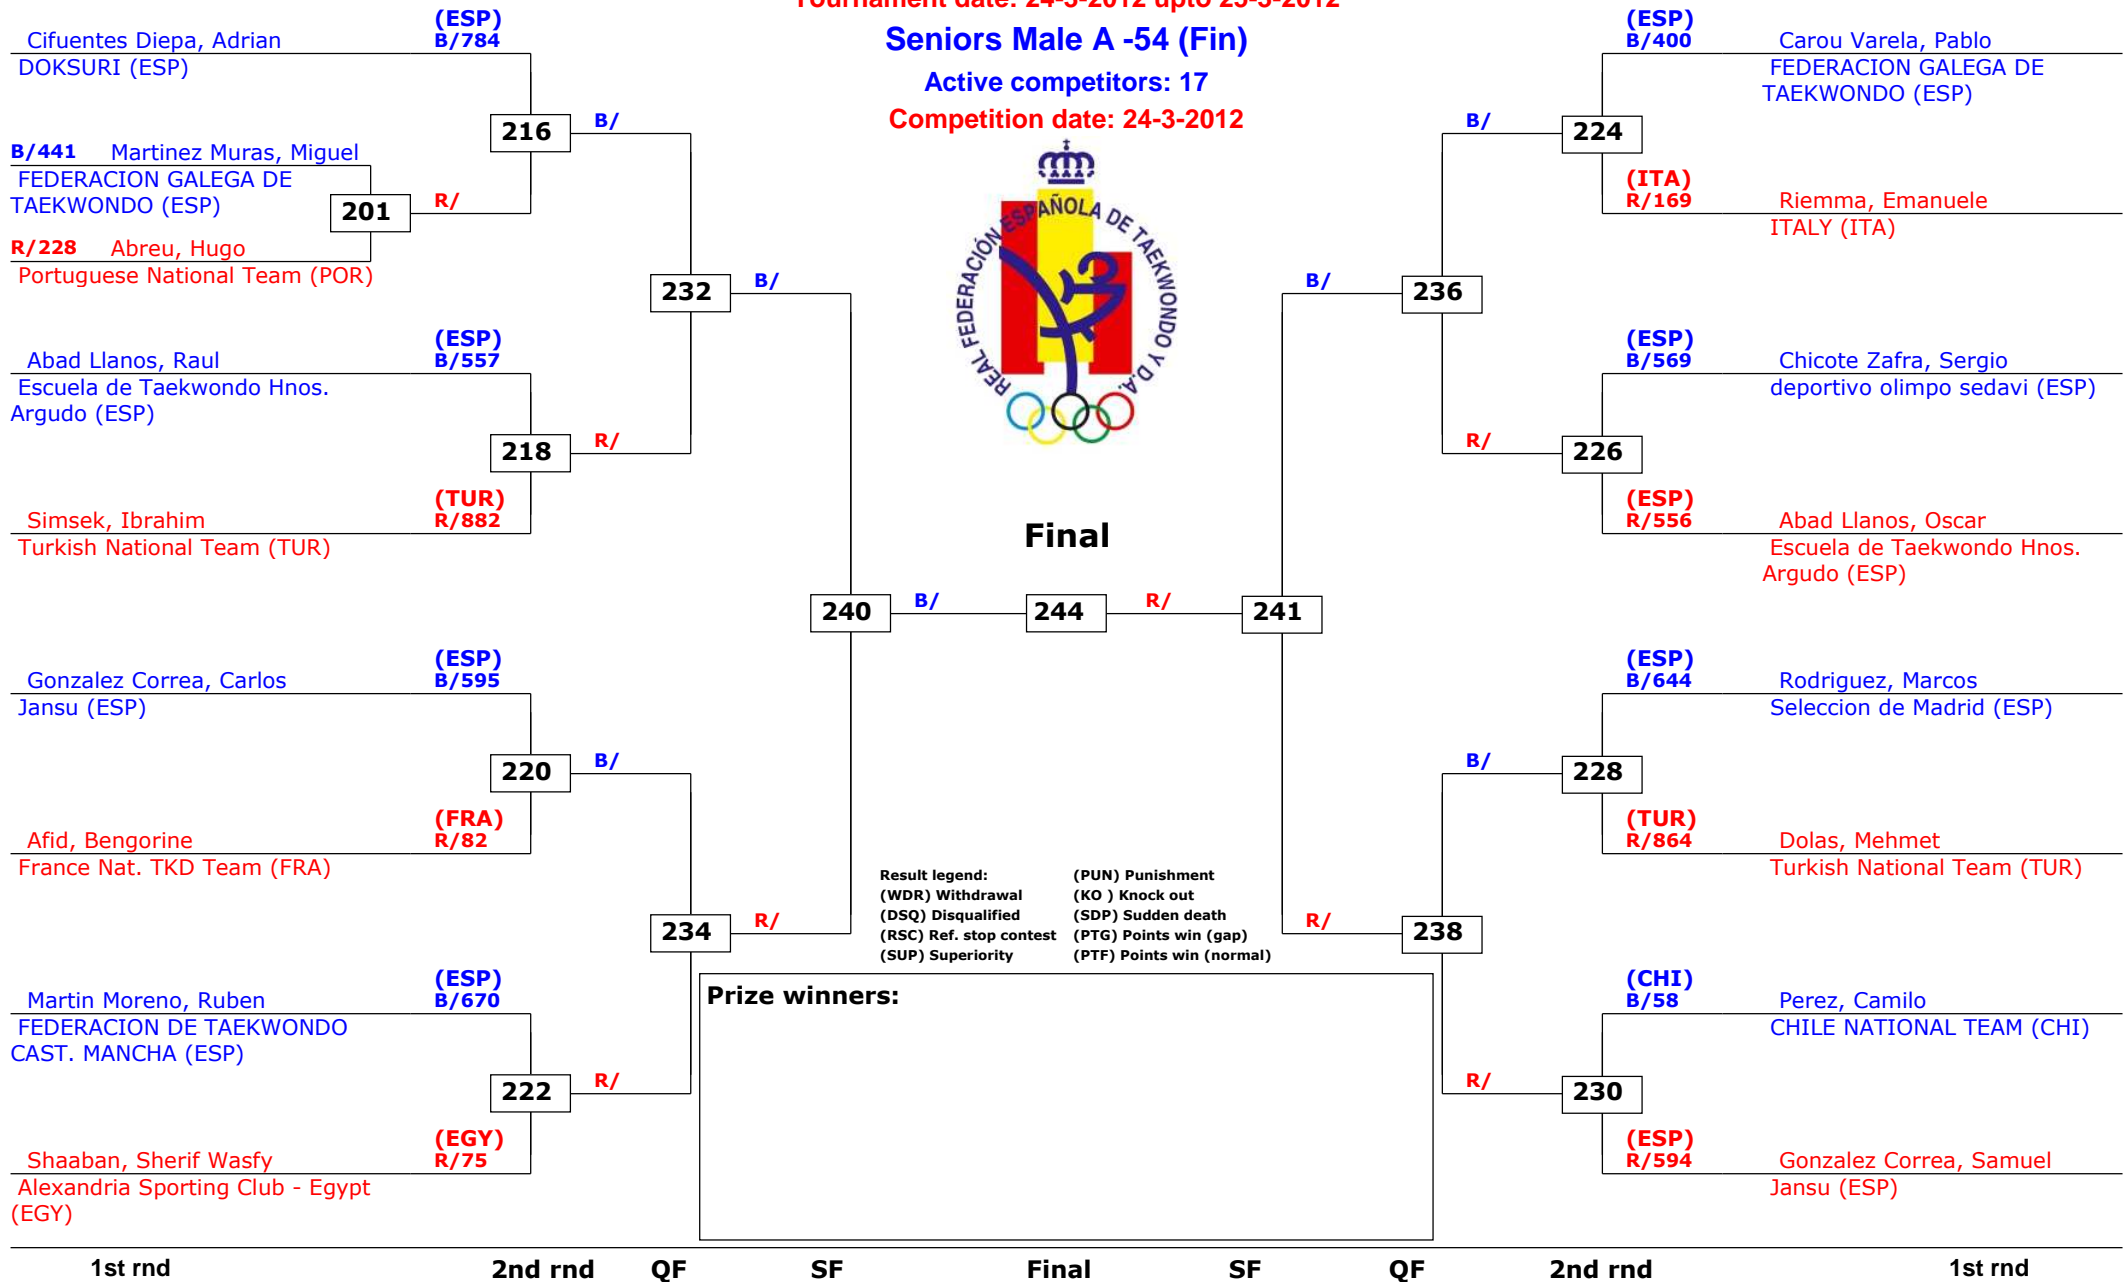 Tournament date: 24-3-2012 upto 25-3-2012
Seniors Male A -54 (Fin)
Active competitors: 17
Competition date: 24-3-2012
REAL FEDERACIÓN ESPAÑOLA DE TAEKWONDO Y D.A.
(ESP)
Cifuentes Diepa, Adrian B/784
DOKSURI (ESP)
216
B/
B/441 Martinez Muras, Miguel
FEDERACION GALEGA DE
TAEKWONDO (ESP)
201
R/
R/228 Abreu, Hugo
Portuguese National Team (POR)
232
B/
(ESP)
Abad Llanos, Raul B/557
Escuela de Taekwondo Hnos.
Argudo (ESP)
218
R/
(TUR)
Simsek, Ibrahim R/882
Turkish National Team (TUR)
240
B/
(ESP)
Gonzalez Correa, Carlos B/595
Jansu (ESP)
220
B/
(FRA)
Afid, Bengorine R/82
France Nat. TKD Team (FRA)
234
R/
(ESP)
Martin Moreno, Ruben B/670
FEDERACION DE TAEKWONDO
CAST. MANCHA (ESP)
222
R/
(EGY)
Shaaban, Sherif Wasfy R/75
Alexandria Sporting Club - Egypt
(EGY)
Final
244
R/
241
(ESP)
B/400 Carou Varela, Pablo
FEDERACION GALEGA DE
TAEKWONDO (ESP)
B/
224
(ITA)
R/169 Riemma, Emanuele
ITALY (ITA)
B/
236
(ESP)
B/569 Chicote Zafra, Sergio
deportivo olimpo sedavi (ESP)
R/
226
(ESP)
R/556 Abad Llanos, Oscar
Escuela de Taekwondo Hnos.
Argudo (ESP)
(ESP)
B/644 Rodriguez, Marcos
Seleccion de Madrid (ESP)
B/
228
(TUR)
R/864 Dolas, Mehmet
Turkish National Team (TUR)
R/
238
(CHI)
B/58 Perez, Camilo
CHILE NATIONAL TEAM (CHI)
R/
230
(ESP)
R/594 Gonzalez Correa, Samuel
Jansu (ESP)
Result legend: (PUN) Punishment
(WDR) Withdrawal (KO ) Knock out
(DSQ) Disqualified (SDP) Sudden death
(RSC) Ref. stop contest (PTG) Points win (gap)
(SUP) Superiority (PTF) Points win (normal)
Prize winners:
1st rnd 2nd rnd QF SF Final SF QF 2nd rnd 1st rnd